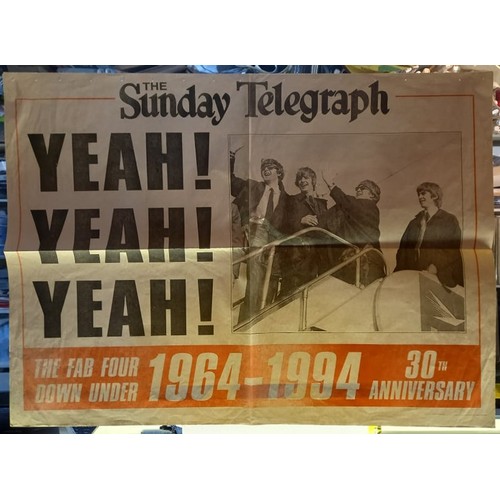 THE
Sunday Telegraph
YEAH!
YEAH!
YEAH!
THE FAB FOUR
DOWN UNDER
1964-1994
30TH
ANNIVERSARY